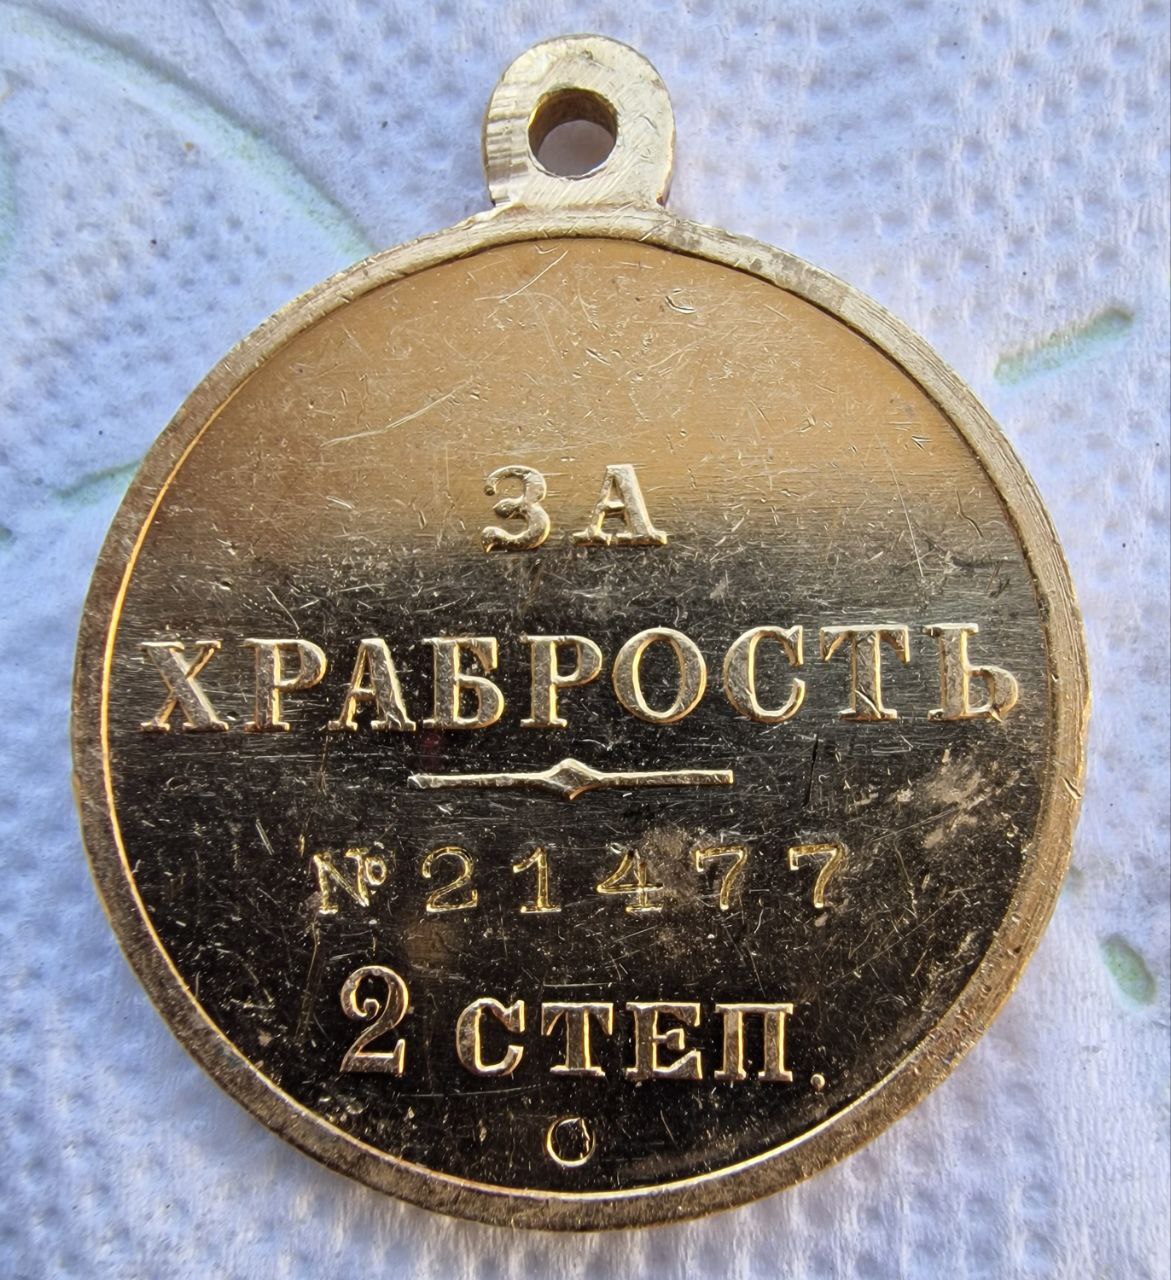 ЗА
ХРАБРОСТЬ
№ 21477
2 СТЕП.
О